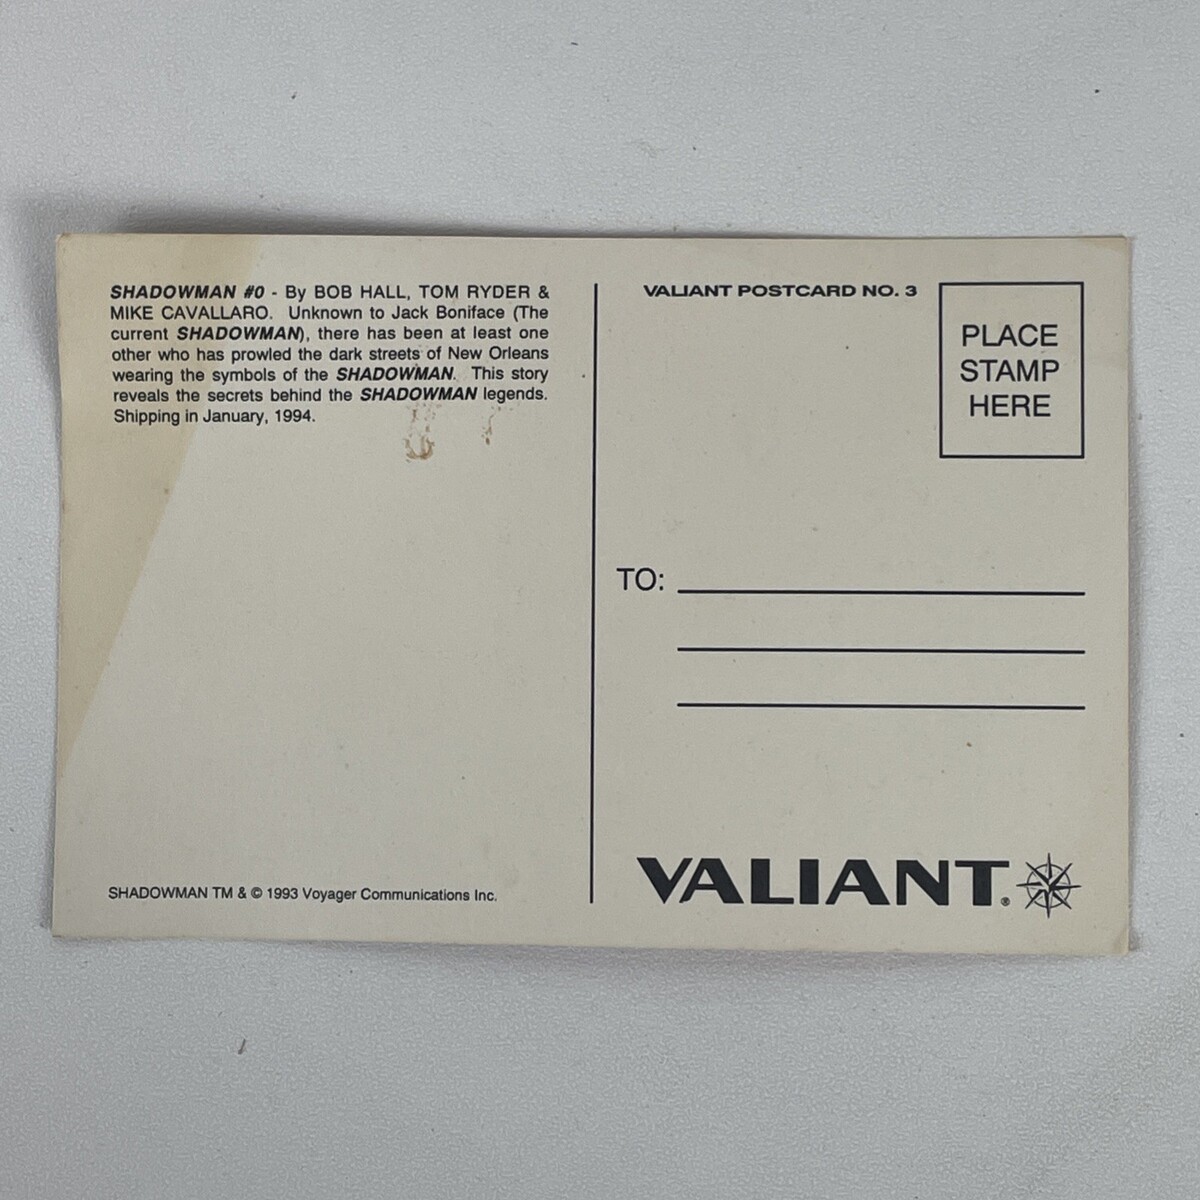 SHADOWMAN #0 - By BOB HALL, TOM RYDER &
MIKE CAVALLARO. Unknown to Jack Boniface (The
current SHADOWMAN), there has been at least one
other who has prowled the dark streets of New Orleans
wearing the symbols of the SHADOWMAN. This story
reveals the secrets behind the SHADOWMAN legends.
Shipping in January, 1994.
SHADOWMAN TM & © 1993 Voyager Communications Inc.
VALIANT POSTCARD NO. 3
PLACE
STAMP
HERE
TO:
VALIANT®